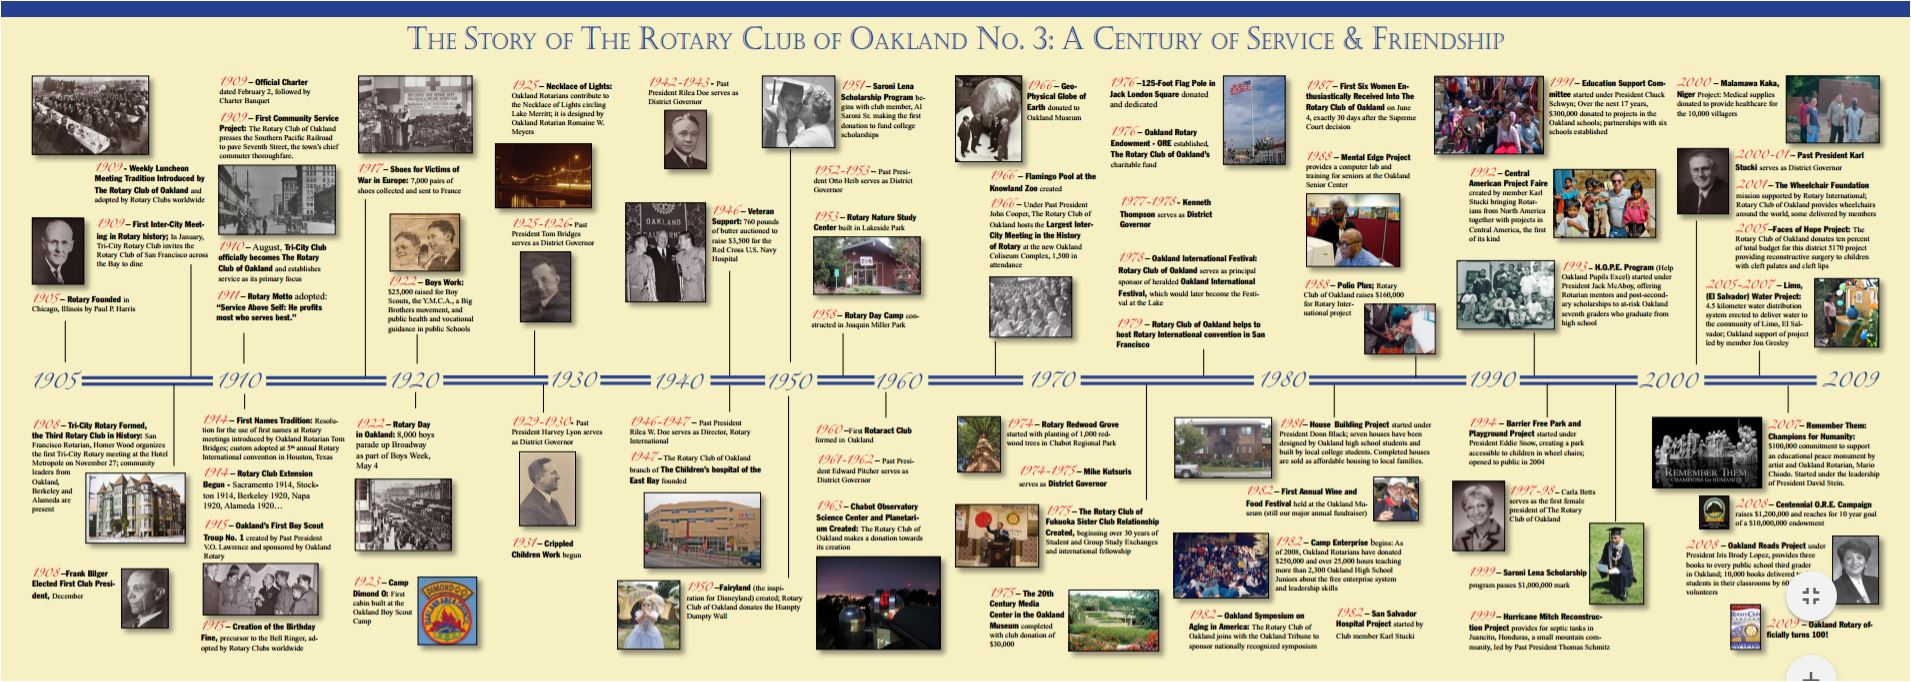 THE STORY OF THE ROTARY CLUB OF OAKLAND NO. 3: A CENTURY OF SERVICE & FRIENDSHIP
1909 – Weekly Luncheon
Meeting Tradition Introduced by
The Rotary Club of Oakland and
adopted by Rotary Clubs worldwide
1909 – First Inter-City Meet-
ing in Rotary history; In January,
Tri-City Rotary Club invites the
Rotary Club of San Francisco across
the Bay to dine
1905 – Rotary Founded in
Chicago, Illinois by Paul P. Harris
1909 – Official Charter
dated February 2, followed by
Charter Banquet
1909 – First Community Service
Project: The Rotary Club of Oakland
presses the Southern Pacific Railroad
to pave Seventh Street, the town's chief
commuter thoroughfare.
1910 – August, Tri-City Club
officially becomes The Rotary
Club of Oakland and establishes
service as its primary focus
1911 – Rotary Motto adopted:
"Service Above Self: He profits
most who serves best."
1917 – Shoes for Victims of
War in Europe: 7,000 pairs of
shoes collected and sent to France
1922 – Boys Work:
$25,000 raised for Boy
Scouts, the Y.M.C.A., a Big
Brothers movement, and
public health and vocational
guidance in public Schools
1925 – Necklace of Lights:
Oakland Rotarians contribute to
the Necklace of Lights circling
Lake Merritt; it is designed by
Oakland Rotarian Romaine W.
Meyers
1925-1926- Past
President Tom Bridges
serves as District Governor
1942-1943 - Past
President Rilea Doe serves as
District Governor
OAKLAND
1946 – Veteran
Support: 760 pounds
of butter auctioned to
raise $3,500 for the
Red Cross U.S. Navy
Hospital
1951 – Saroni Lena
Scholarship Program be-
gins with club member, Al
Saroni Sr. making the first
donation to fund college
scholarships
1952-1953 – Past Presi-
dent Otto Heib serves as District
Governor
1953 – Rotary Nature Study
Center built in Lakeside Park
1958 – Rotary Day Camp con-
structed in Joaquin Miller Park
1966 – Geo-
Physical Globe of
Earth donated to
Oakland Museum
1966 – Flamingo Pool at the
Knowland Zoo created
1966 – Under Past President
John Cooper, The Rotary Club of
Oakland hosts the Largest Inter-
City Meeting in the History
of Rotary at the new Oakland
Coliseum Complex, 1,500 in
attendance
1976 –125-Foot Flag Pole in
Jack London Square donated
and dedicated
1976 – Oakland Rotary
Endowment - ORE established,
The Rotary Club of Oakland's
charitable fund
1977-1978 - Kenneth
Thompson serves as District
Governor
1978 – Oakland International Festival:
Rotary Club of Oakland serves as principal
sponsor of heralded Oakland International
Festival, which would later become the Festi-
val at the Lake
1979 – Rotary Club of Oakland helps to
host Rotary International convention in San
Francisco
1987 – First Six Women En-
thusiastically Received Into The
Rotary Club of Oakland on June
4, exactly 30 days after the Supreme
Court decision
1988 – Mental Edge Project
provides a computer lab and
training for seniors at the Oakland
Senior Center
1988 – Polio Plus; Rotary
Club of Oakland raises $160,000
for Rotary Inter-
national project
1991 – Education Support Com-
mittee started under President Chuck
Schwyn; Over the next 17 years,
$300,000 donated to projects in the
Oakland schools; partnerships with six
schools established
1992 – Central
American Project Faire
created by member Karl
Stucki bringing Rotar-
ians from North America
together with projects in
Central America, the first
of its kind
1993 – H.O.P.E. Program (Help
Oakland Pupils Excel) started under
President Jack McAboy, offering
Rotarian mentors and post-second-
ary scholarships to at-risk Oakland
seventh graders who graduate from
high school
2000 – Malamawa Kaka,
Niger Project: Medical supplies
donated to provide healthcare for
the 10,000 villagers
2000-01 – Past President Karl
Stucki serves as District Governor
2001 – The Wheelchair Foundation
mission supported by Rotary International;
Rotary Club of Oakland provides wheelchairs
around the world, some delivered by members
2005 –Faces of Hope Project: The
Rotary Club of Oakland donates ten percent
of total budget for this district 5170 project
providing reconstructive surgery to children
with cleft palates and cleft lips
2005-2007 – Limo,
(El Salvador) Water Project:
4.5 kilometer water distribution
system erected to deliver water to
the community of Limo, El Sal-
vador; Oakland support of project
led by member Jon Gresley
1905 1910 1920 1930 1940 1950 1960 1970 1980 1990 2000 2009
1908 – Tri-City Rotary Formed,
the Third Rotary Club in History: San
Francisco Rotarian, Homer Wood organizes
the first Tri-City Rotary meeting at the Hotel
Metropole on November 27; community
leaders from
Oakland,
Berkeley and
Alameda are
present
1908 –Frank Bilger
Elected First Club Presi-
dent, December
1914 – First Names Tradition: Resolu-
tion for the use of first names at Rotary
meetings introduced by Oakland Rotarian Tom
Bridges; custom adopted at 5th annual Rotary
International convention in Houston, Texas
1914 – Rotary Club Extension
Begun - Sacramento 1914, Stock-
ton 1914, Berkeley 1920, Napa
1920, Alameda 1920…
1915 – Oakland's First Boy Scout
Troup No. 1 created by Past President
V.O. Lawrence and sponsored by Oakland
Rotary
1915 – Creation of the Birthday
Fine, precursor to the Bell Ringer, ad-
opted by Rotary Clubs worldwide
1922 – Rotary Day
in Oakland: 8,000 boys
parade up Broadway
as part of Boys Week,
May 4
1923 – Camp
Dimond O: First
cabin built at the
Oakland Boy Scout
Camp
DIMOND-O
OAKLAND AREA COUNCIL
1929-1930- Past
President Harvey Lyon serves
as District Governor
1931 – Crippled
Children Work begun
1946-1947 – Past President
Rilea W. Doe serves as Director, Rotary
International
1947 – The Rotary Club of Oakland
branch of The Children's hospital of the
East Bay founded
1950 –Fairyland (the inspi-
ration for Disneyland) created; Rotary
Club of Oakland donates the Humpty
Dumpty Wall
1960 –First Rotaract Club
formed in Oakland
1961-1962 – Past Presi-
dent Edward Pitcher serves as
District Governor
1963 – Chabot Observatory
Science Center and Planetari-
um Created: The Rotary Club of
Oakland makes a donation towards
its creation
1974 – Rotary Redwood Grove
started with planting of 1,000 red-
wood trees in Chabot Regional Park
1974-1975 – Mike Kutsuris
serves as District Governor
1975 – The Rotary Club of
Fukuoka Sister Club Relationship
Created, beginning over 30 years of
Student and Group Study Exchanges
and international fellowship
1975 – The 20th
Century Media
Center in the Oakland
Museum completed
with club donation of
$30,000
1981 – House Building Project started under
President Donn Black; seven houses have been
designed by Oakland high school students and
built by local college students. Completed houses
are sold as affordable housing to local families.
1982 – First Annual Wine and
Food Festival held at the Oakland Mu-
seum (still our major annual fundraiser)
1982 – Camp Enterprise begins: As
of 2008, Oakland Rotarians have donated
$250,000 and over 25,000 hours teaching
more than 2,300 Oakland High School
Juniors about the free enterprise system
and leadership skills
1982 – Oakland Symposium on
Aging in America: The Rotary Club of
Oakland joins with the Oakland Tribune to
sponsor nationally recognized symposium
1982 – San Salvador
Hospital Project started by
Club member Karl Stucki
1994 – Barrier Free Park and
Playground Project started under
President Eddie Snow, creating a park
accessible to children in wheel chairs;
opened to public in 2004
1997-98 – Carla Betts
serves as the first female
president of The Rotary
Club of Oakland
1999 – Saroni Lena Scholarship
program passes $1,000,000 mark
1999 – Hurricane Mitch Reconstruc-
tion Project provides for septic tanks in
Juancito, Honduras, a small mountain com-
munity, led by Past President Thomas Schmitz
REMEMBER THEM:
CHAMPIONS for HUMANITY
2007 – Remember Them:
Champions for Humanity:
$100,000 commitment to support
an educational peace monument by
artist and Oakland Rotarian, Mario
Chiodo. Started under the leadership
of President David Stein.
2008 – Centennial O.R.E. Campaign
raises $1,200,000 and reaches for 10 year goal
of a $10,000,000 endowment
2008 – Oakland Reads Project under
President Iris Brody Lopez, provides three
books to every public school third grader
in Oakland; 10,000 books delivered
students in their classrooms by 60
volunteers
2009 –Oakland Rotary of-
ficially turns 100!